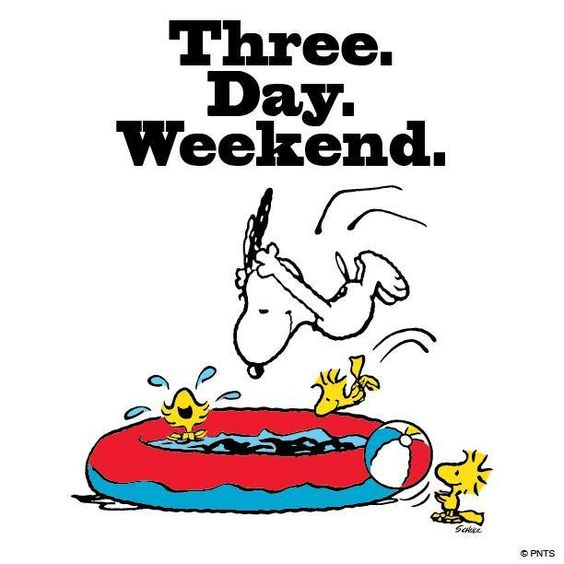 Three.
Day.
Weekend.
SCHULZ
© PNTS